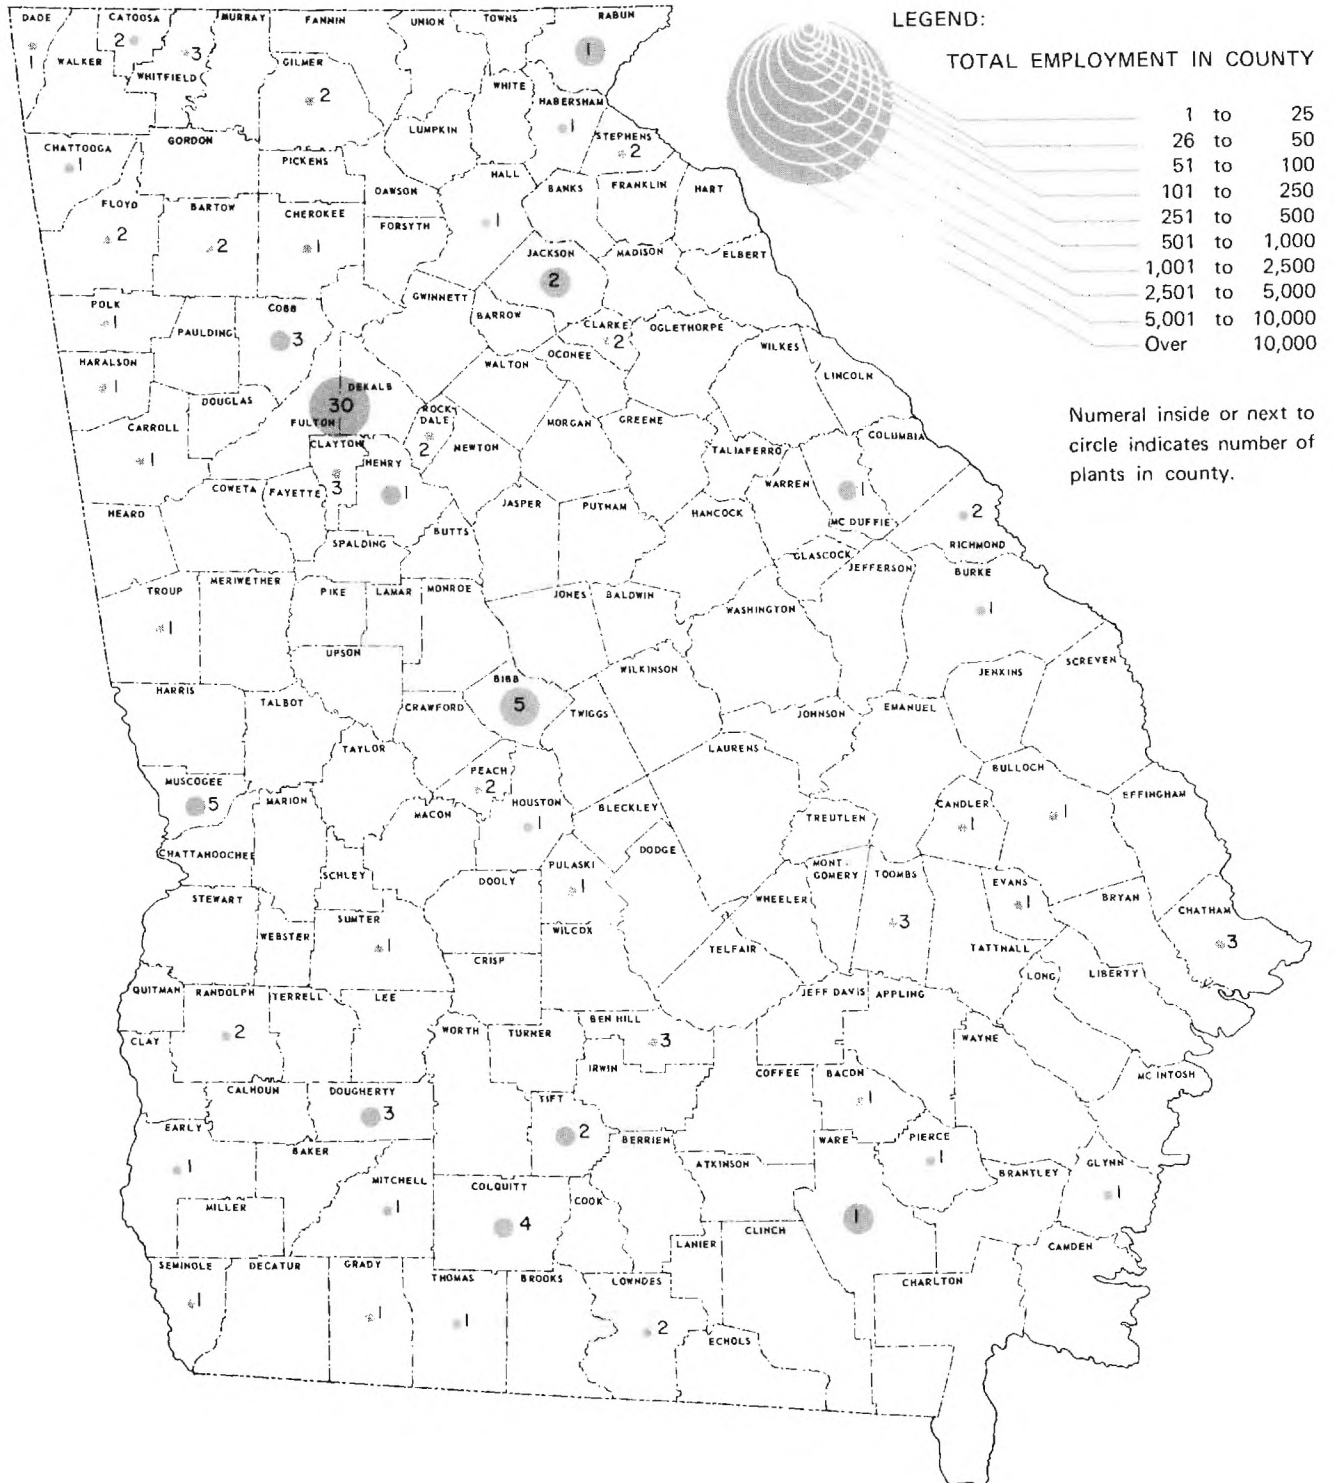 LEGEND:
TOTAL EMPLOYMENT IN COUNTY
1 to 25
26 to 50
51 to 100
101 to 250
251 to 500
501 to 1,000
1,001 to 2,500
2,501 to 5,000
5,001 to 10,000
Over 10,000
Numeral inside or next to
circle indicates number of
plants in county.
DADE
1
CATOOSA
2
WALKER
WHITFIELD
3
MURRAY
FANNIN
GILMER
2
UNION
TOWNS
RABUN
1
WHITE
HABERSHAM
1
STEPHENS
2
LUMPKIN
CHATTOOGA
1
GORDON
PICKENS
DAWSON
HALL
1
BANKS
FRANKLIN
HART
FLOYD
2
BARTOW
2
CHEROKEE
1
FORSYTH
JACKSON
2
MADISON
ELBERT
POLK
1
PAULDING
COBB
3
GWINNETT
BARROW
CLARKE
2
OCONEE
OGLETHORPE
WILKES
LINCOLN
HARALSON
1
DOUGLAS
DEKALB
30
FULTON
WALTON
ROCK
DALE
2
NEWTON
MORGAN
GREENE
TALIAFERRO
COLUMBIA
CARROLL
1
CLAYTON
3
HENRY
1
WARREN
1
MC DUFFIE
2
RICHMOND
HEARD
COWETA
FAYETTE
SPALDING
BUTTS
JASPER
PUTNAM
HANCOCK
GLASCOCK
JEFFERSON
BURKE
1
TROUP
1
MERIWETHER
PIKE
LAMAR
MONROE
JONES
BALDWIN
WASHINGTON
UPSON
WILKINSON
JENKINS
SCREVEN
HARRIS
TALBOT
CRAWFORD
BIBB
5
TWIGGS
JOHNSON
EMANUEL
TAYLOR
LAURENS
MUSCOGEE
5
MARION
MACON
PEACH
2
HOUSTON
1
BLECKLEY
TREUTLEN
CANDLER
1
BULLOCH
1
EFFINGHAM
CHATTAHOOCHEE
SCHLEY
DOOLY
PULASKI
1
DODGE
MONT-
GOMERY
TOOMBS
3
EVANS
1
BRYAN
CHATHAM
3
STEWART
WEBSTER
SUMTER
1
WILCOX
WHEELER
TELFAIR
TATTNALL
CRISP
LONG
LIBERTY
QUITMAN
RANDOLPH
2
TERRELL
LEE
JEFF DAVIS
APPLING
CLAY
WORTH
TURNER
BEN HILL
3
IRWIN
COFFEE
BACON
1
WAYNE
MC INTOSH
CALHOUN
DOUGHERTY
3
TIFT
2
EARLY
1
BAKER
BERRIEN
WARE
1
PIERCE
1
ATKINSON
BRANTLEY
GLYNN
1
MILLER
MITCHELL
1
COLQUITT
4
COOK
LANIER
CLINCH
CAMDEN
SEMINOLE
1
DECATUR
GRADY
1
THOMAS
1
BROOKS
LOWNDES
2
ECHOLS
CHARLTON